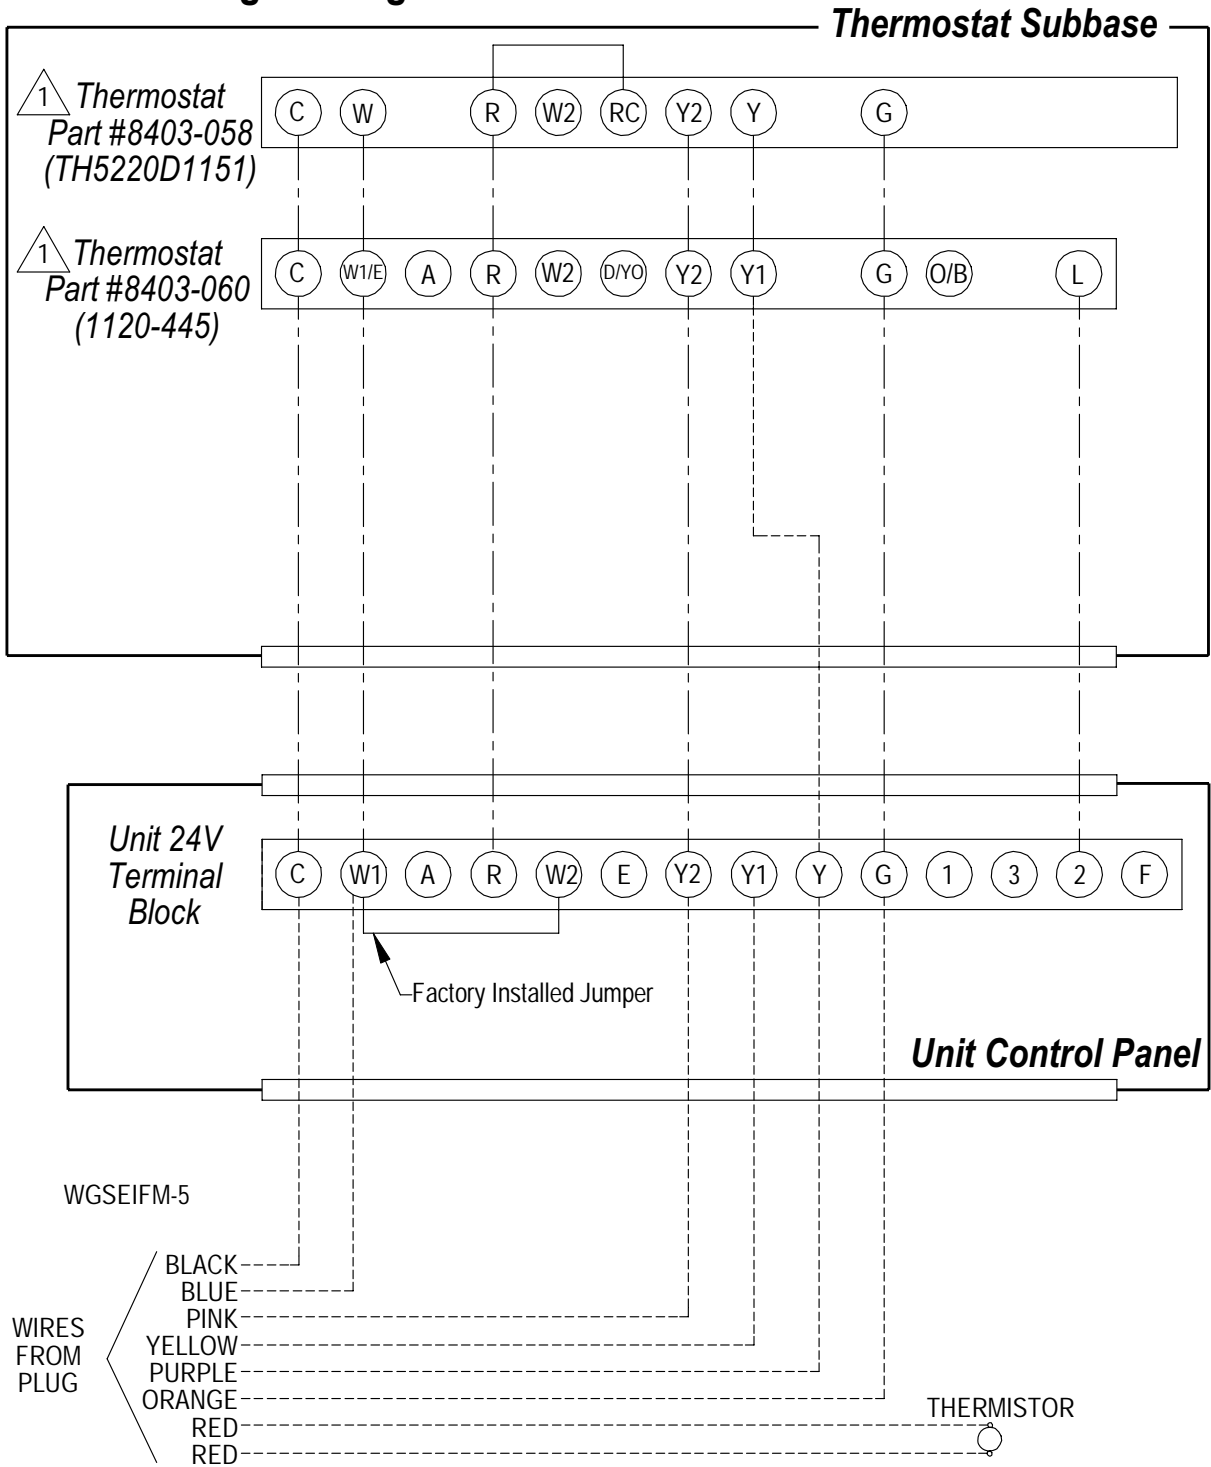 Thermostat Subbase
1 Thermostat
Part #8403-058
(TH5220D1151)
C W R W2 RC Y2 Y G
1 Thermostat
Part #8403-060
(1120-445)
C W1/E A R W2 D/YO Y2 Y1 G O/B L
Unit 24V
Terminal
Block
C W1 A R W2 E Y2 Y1 Y G 1 3 2 F
Factory Installed Jumper
Unit Control Panel
WGSEIFM-5
WIRES
FROM
PLUG
BLACK
BLUE
PINK
YELLOW
PURPLE
ORANGE
RED
RED
THERMISTOR